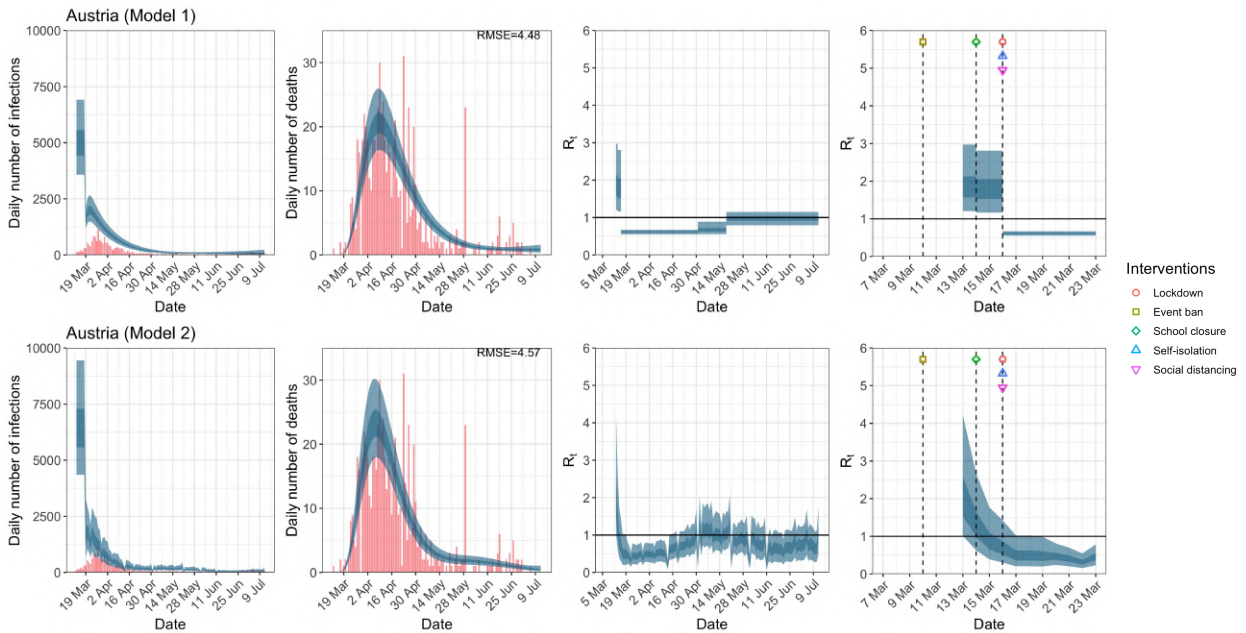 Austria (Model 1)
Daily number of infections
10000
7500
5000
2500
0
19 Mar
2 Apr
16 Apr
30 Apr
14 May
28 May
11 Jun
25 Jun
9 Jul
Date
Daily number of deaths
RMSE=4.48
30
20
10
0
19 Mar
2 Apr
16 Apr
30 Apr
14 May
28 May
11 Jun
25 Jun
9 Jul
Date
Rt
6
5
4
3
2
1
0
5 Mar
19 Mar
2 Apr
16 Apr
30 Apr
14 May
28 May
11 Jun
25 Jun
9 Jul
Date
Rt
6
5
4
3
2
1
0
7 Mar
9 Mar
11 Mar
13 Mar
15 Mar
17 Mar
19 Mar
21 Mar
23 Mar
Date
Interventions
Lockdown
Event ban
School closure
Self-isolation
Social distancing
Austria (Model 2)
Daily number of infections
10000
7500
5000
2500
0
19 Mar
2 Apr
16 Apr
30 Apr
14 May
28 May
11 Jun
25 Jun
9 Jul
Date
Daily number of deaths
RMSE=4.57
30
20
10
0
19 Mar
2 Apr
16 Apr
30 Apr
14 May
28 May
11 Jun
25 Jun
9 Jul
Date
Rt
6
5
4
3
2
1
0
5 Mar
19 Mar
2 Apr
16 Apr
30 Apr
14 May
28 May
11 Jun
25 Jun
9 Jul
Date
Rt
6
5
4
3
2
1
0
7 Mar
9 Mar
11 Mar
13 Mar
15 Mar
17 Mar
19 Mar
21 Mar
23 Mar
Date